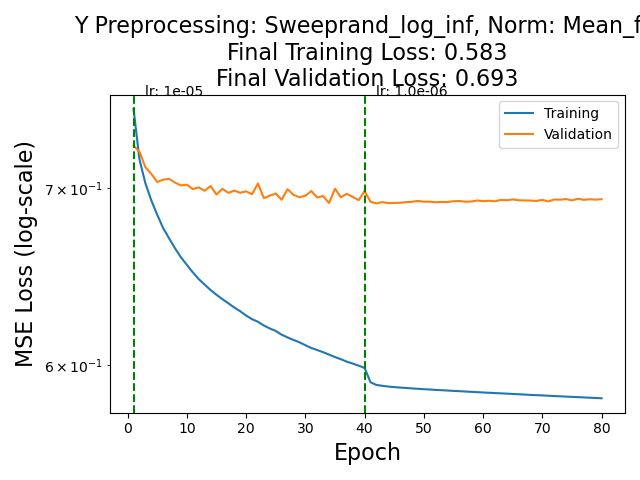 Y Preprocessing: Sweeprand_log_inf, Norm: Mean_f
Final Training Loss: 0.583
Final Validation Loss: 0.693
lr: 1e-05
lr: 1.0e-06
Training
Validation
MSE Loss (log-scale)
7 × 10⁻¹
6 × 10⁻¹
0 10 20 30 40 50 60 70 80
Epoch